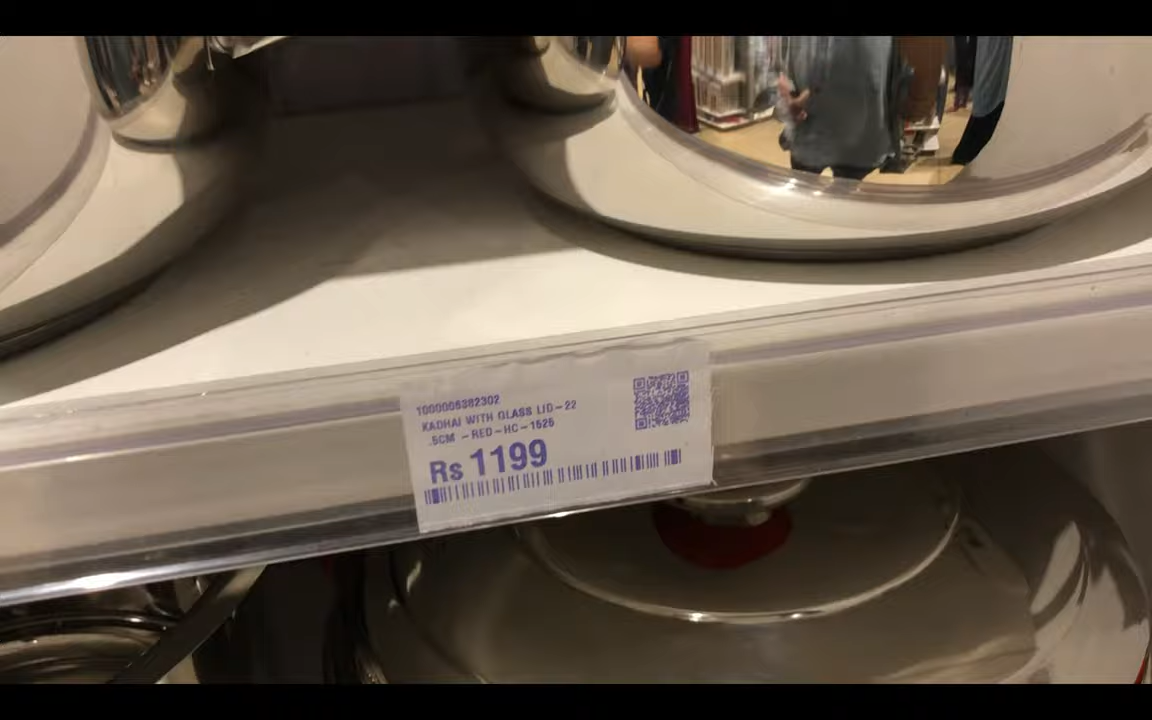 1000006382302
KADHAI WITH GLASS LID-22
.5CM -RED-HC-1526
Rs 1199